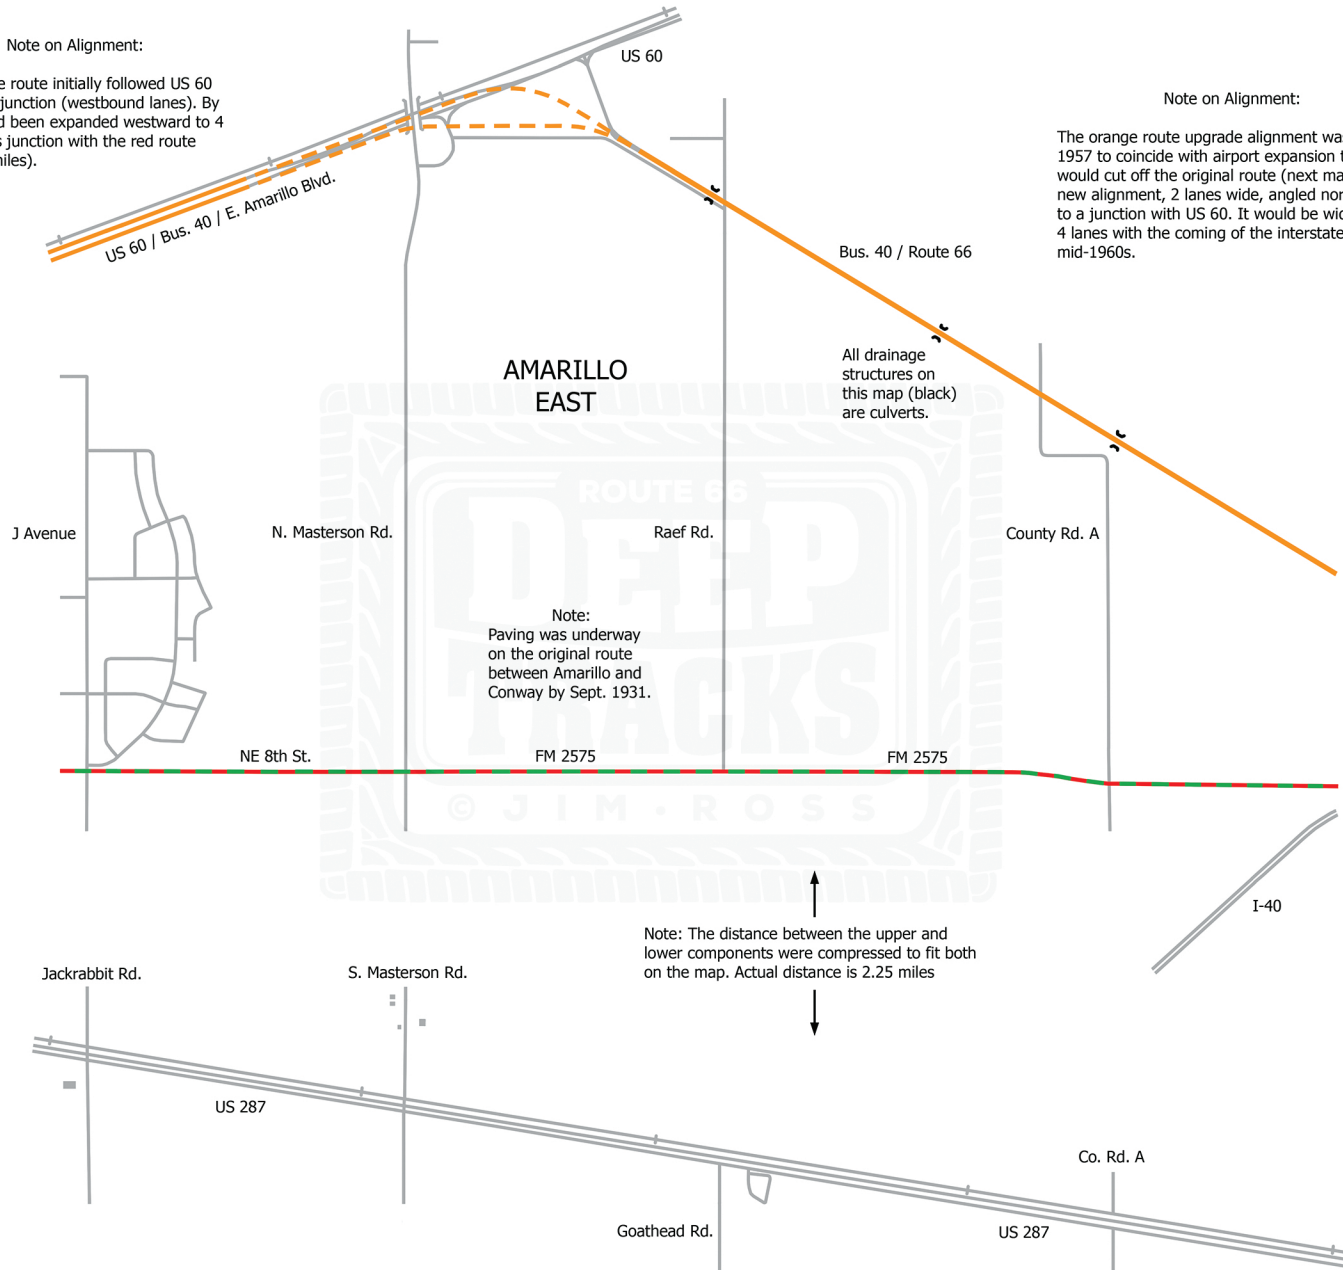 Note on Alignment:
e route initially followed US 60
junction (westbound lanes). By
d been expanded westward to 4
s junction with the red route
niles).
US 60
Note on Alignment:
The orange route upgrade alignment wa
1957 to coincide with airport expansion t
would cut off the original route (next ma
new alignment, 2 lanes wide, angled nor
to a junction with US 60. It would be wid
4 lanes with the coming of the interstate
mid-1960s.
US 60 / Bus. 40 / E. Amarillo Blvd.
Bus. 40 / Route 66
All drainage
structures on
this map (black)
are culverts.
AMARILLO
EAST
ROUTE 66
DEEP
TRACKS
© JIM · ROSS
J Avenue
N. Masterson Rd.
Raef Rd.
County Rd. A
Note:
Paving was underway
on the original route
between Amarillo and
Conway by Sept. 1931.
NE 8th St.
FM 2575
FM 2575
I-40
Note: The distance between the upper and
lower components were compressed to fit both
on the map. Actual distance is 2.25 miles
Jackrabbit Rd.
S. Masterson Rd.
US 287
Co. Rd. A
Goathead Rd.
US 287